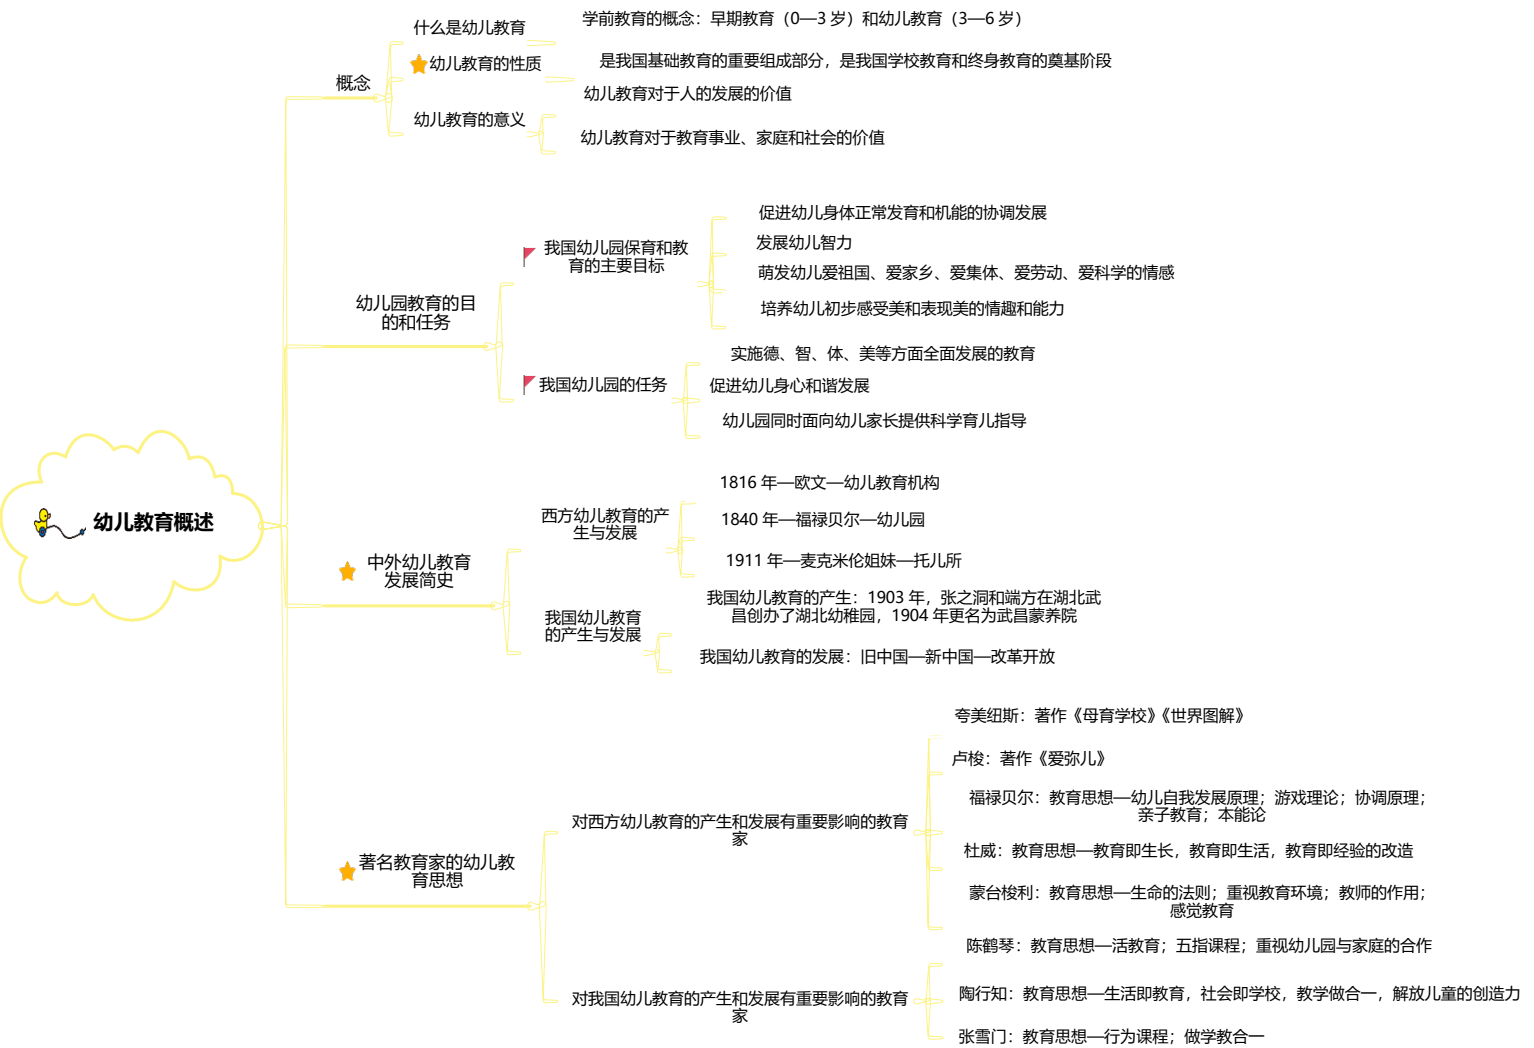 幼儿教育概述
概念
什么是幼儿教育
学前教育的概念：早期教育（0—3 岁）和幼儿教育（3—6 岁）
幼儿教育的性质
是我国基础教育的重要组成部分，是我国学校教育和终身教育的奠基阶段
幼儿教育的意义
幼儿教育对于人的发展的价值
幼儿教育对于教育事业、家庭和社会的价值
幼儿园教育的目
的和任务
我国幼儿园保育和教
育的主要目标
促进幼儿身体正常发育和机能的协调发展
发展幼儿智力
萌发幼儿爱祖国、爱家乡、爱集体、爱劳动、爱科学的情感
培养幼儿初步感受美和表现美的情趣和能力
我国幼儿园的任务
实施德、智、体、美等方面全面发展的教育
促进幼儿身心和谐发展
幼儿园同时面向幼儿家长提供科学育儿指导
中外幼儿教育
发展简史
西方幼儿教育的产
生与发展
1816 年—欧文—幼儿教育机构
1840 年—福禄贝尔—幼儿园
1911 年—麦克米伦姐妹—托儿所
我国幼儿教育
的产生与发展
我国幼儿教育的产生：1903 年，张之洞和端方在湖北武
昌创办了湖北幼稚园，1904 年更名为武昌蒙养院
我国幼儿教育的发展：旧中国—新中国—改革开放
著名教育家的幼儿教
育思想
对西方幼儿教育的产生和发展有重要影响的教育
家
夸美纽斯：著作《母育学校》《世界图解》
卢梭：著作《爱弥儿》
福禄贝尔：教育思想—幼儿自我发展原理；游戏理论；协调原理；
亲子教育；本能论
杜威：教育思想—教育即生长，教育即生活，教育即经验的改造
蒙台梭利：教育思想—生命的法则；重视教育环境；教师的作用；
感觉教育
对我国幼儿教育的产生和发展有重要影响的教育
家
陈鹤琴：教育思想—活教育；五指课程；重视幼儿园与家庭的合作
陶行知：教育思想—生活即教育，社会即学校，教学做合一，解放儿童的创造力
张雪门：教育思想—行为课程；做学教合一